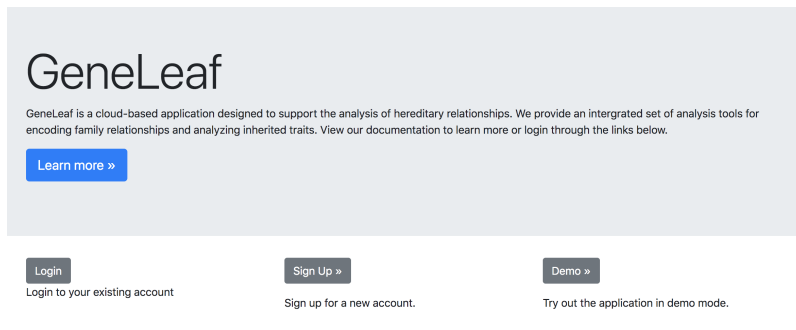 GeneLeaf
GeneLeaf is a cloud-based application designed to support the analysis of hereditary relationships. We provide an intergrated set of analysis tools for
encoding family relationships and analyzing inherited traits. View our documentation to learn more or login through the links below.
Learn more »
Login
Sign Up »
Demo »
Login to your existing account
Sign up for a new account.
Try out the application in demo mode.